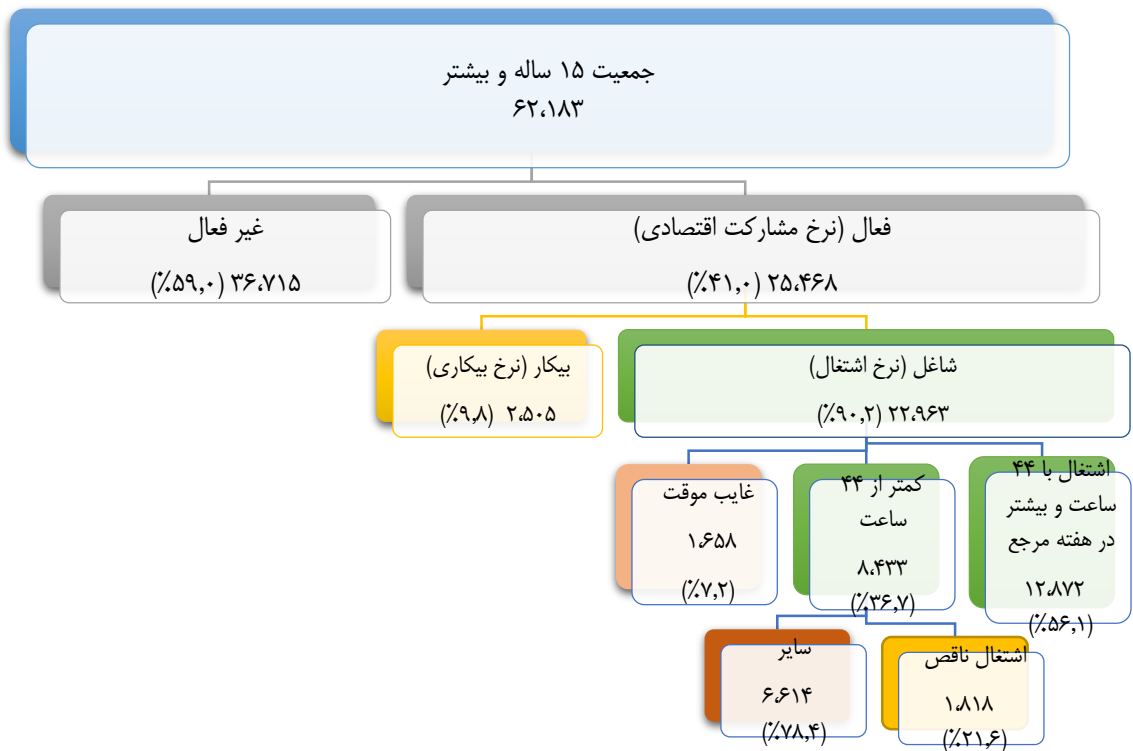 جمعیت ۱۵ ساله و بیشتر
۶۲،۱۸۳
فعال (نرخ مشارکت اقتصادی)
۲۵،۴۶۸ (٪۴۱,۰)
غیر فعال
۳۶،۷۱۵ (٪۵۹,۰)
شاغل (نرخ اشتغال)
۲۲،۹۶۳ (٪۹۰,۲)
بیکار (نرخ بیکاری)
۲،۵۰۵ (٪۹,۸)
اشتغال با ۴۴
ساعت و بیشتر
در هفته مرجع
۱۲،۸۷۲
(٪۵۶,۱)
کمتر از ۴۴
ساعت
۸،۴۳۳
(٪۳۶,۷)
غایب موقت
۱،۶۵۸
(٪۷,۲)
اشتغال ناقص
۱،۸۱۸
(٪۲۱,۶)
سایر
۶،۶۱۴
(٪۷۸,۴)